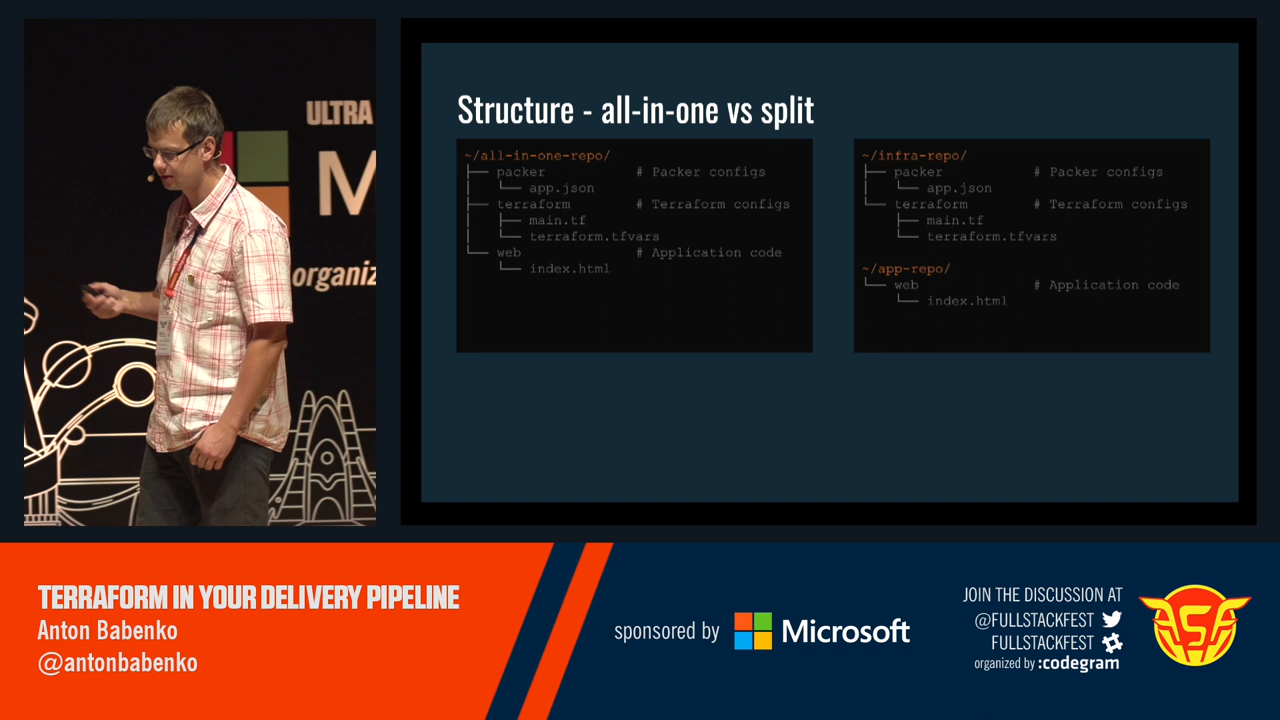 ULTRA
M
organiz
Structure - all-in-one vs split
~/all-in-one-repo/
├── packer # Packer configs
│   └── app.json
├── terraform # Terraform configs
│   ├── main.tf
│   └── terraform.tfvars
└── web # Application code
    └── index.html
~/infra-repo/
├── packer # Packer configs
│   └── app.json
└── terraform # Terraform configs
    ├── main.tf
    └── terraform.tfvars
~/app-repo/
└── web # Application code
    └── index.html
TERRAFORM IN YOUR DELIVERY PIPELINE
Anton Babenko
@antonbabenko
sponsored by Microsoft
JOIN THE DISCUSSION AT
@FULLSTACKFEST
FULLSTACKFEST
organized by :codegram
FSF